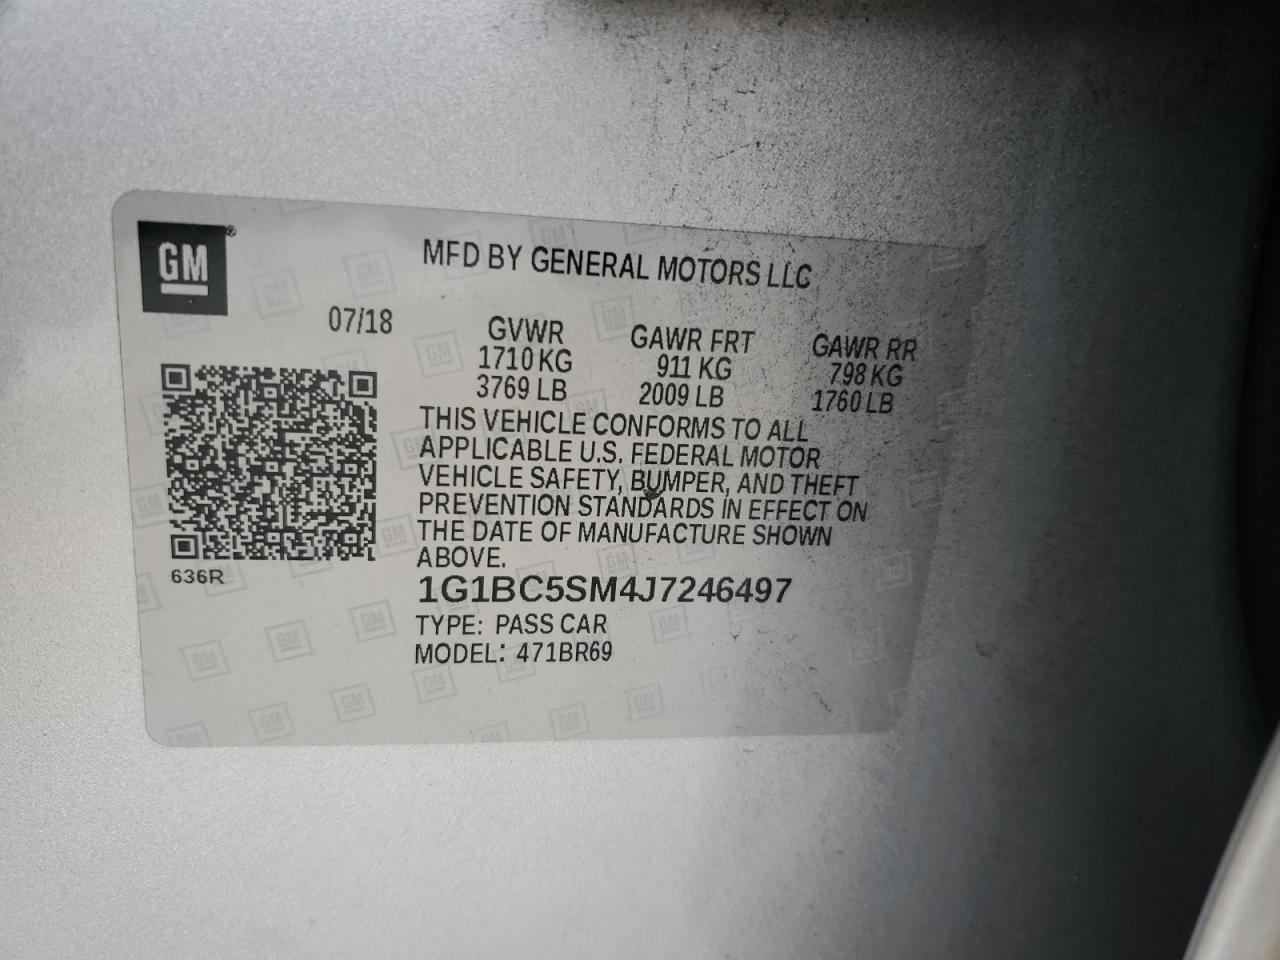 GM
MFD BY GENERAL MOTORS LLC
07/18
GVWR GAWR FRT GAWR RR
1710 KG 911 KG 798 KG
3769 LB 2009 LB 1760 LB
THIS VEHICLE CONFORMS TO ALL
APPLICABLE U.S. FEDERAL MOTOR
VEHICLE SAFETY, BUMPER, AND THEFT
PREVENTION STANDARDS IN EFFECT ON
THE DATE OF MANUFACTURE SHOWN
ABOVE.
636R
1G1BC5SM4J7246497
TYPE: PASS CAR
MODEL: 471BR69